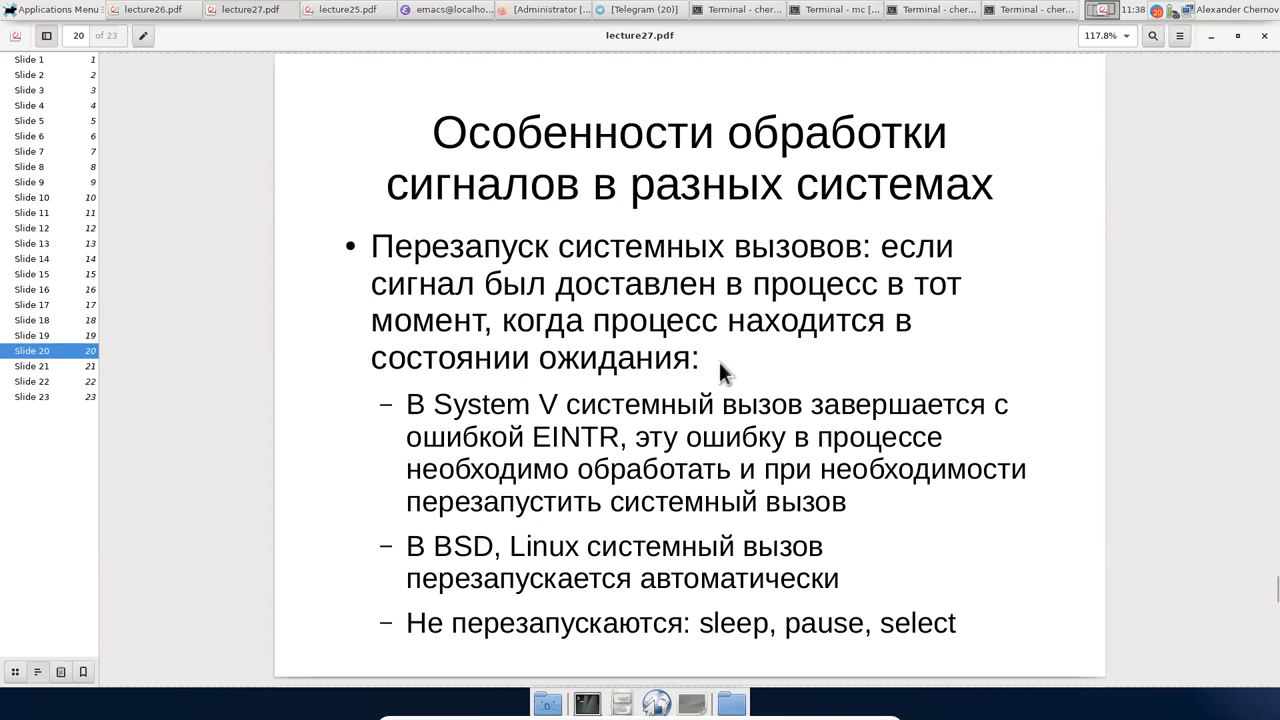 Applications Menu
lecture26.pdf
lecture27.pdf
lecture25.pdf
emacs@localho...
[Administrator [...
[Telegram (20)]
Terminal - cher...
Terminal - mc [...
Terminal - cher...
Terminal - cher...
11:38
20
Alexander Chernov
20 of 23
lecture27.pdf
117.8%
Slide 1 1
Slide 2 2
Slide 3 3
Slide 4 4
Slide 5 5
Slide 6 6
Slide 7 7
Slide 8 8
Slide 9 9
Slide 10 10
Slide 11 11
Slide 12 12
Slide 13 13
Slide 14 14
Slide 15 15
Slide 16 16
Slide 17 17
Slide 18 18
Slide 19 19
Slide 20 20
Slide 21 21
Slide 22 22
Slide 23 23
Особенности обработки
сигналов в разных системах
• Перезапуск системных вызовов: если
сигнал был доставлен в процесс в тот
момент, когда процесс находится в
состоянии ожидания:
– В System V системный вызов завершается с
ошибкой EINTR, эту ошибку в процессе
необходимо обработать и при необходимости
перезапустить системный вызов
– В BSD, Linux системный вызов
перезапускается автоматически
– Не перезапускаются: sleep, pause, select